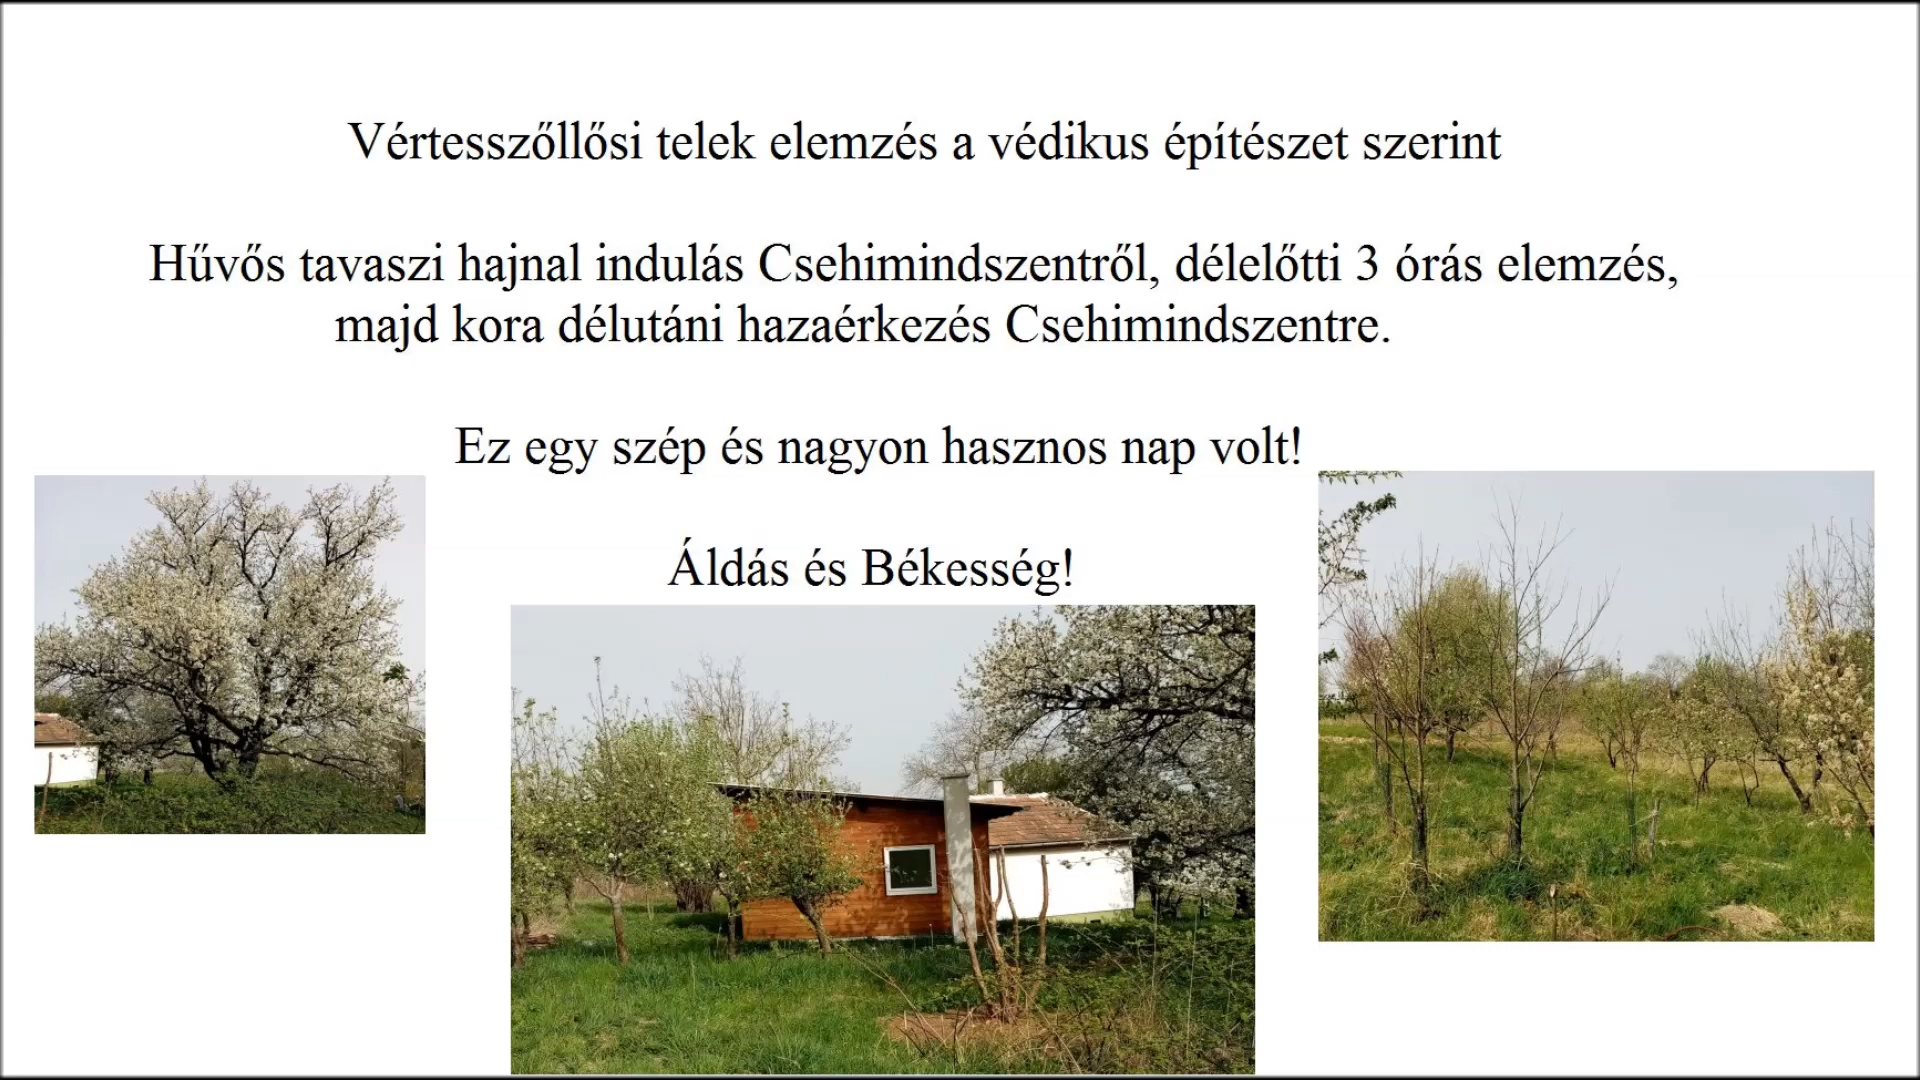 Vértesszőllősi telek elemzés a védikus építészet szerint
Hűvős tavaszi hajnal indulás Csehimindszentről, délelőtti 3 órás elemzés,
majd kora délutáni hazaérkezés Csehimindszentre.
Ez egy szép és nagyon hasznos nap volt!
Áldás és Békesség!